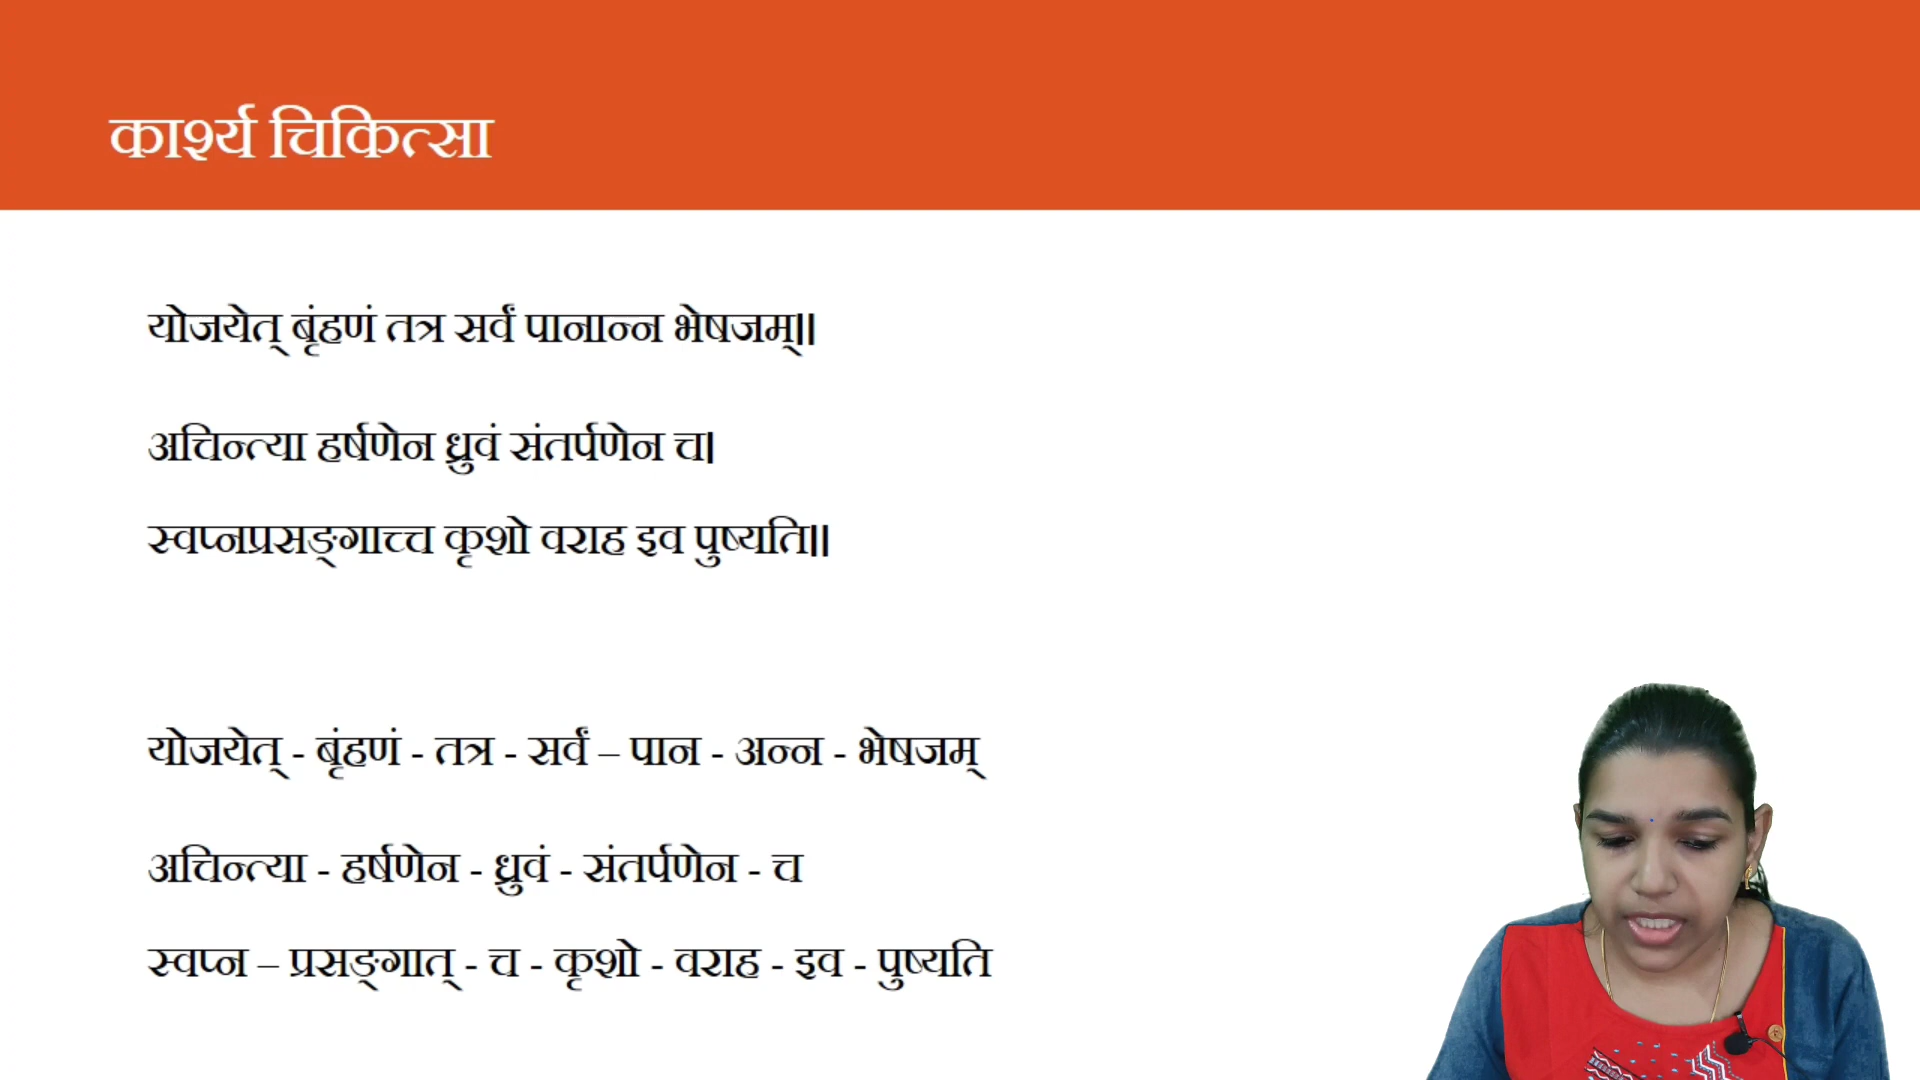 कार्श्य चिकित्सा
योजयेत् बृंहणं तत्र सर्वं पानान्न भेषजम्||
अचिन्त्या हर्षणेन ध्रुवं संतर्पणेन च|
स्वप्नप्रसङ्गाच्च कृशो वराह इव पुष्यति||
योजयेत् - बृंहणं - तत्र - सर्वं – पान - अन्न - भेषजम्
अचिन्त्या - हर्षणेन - ध्रुवं - संतर्पणेन - च
स्वप्न – प्रसङ्गात् - च - कृशो - वराह - इव - पुष्यति